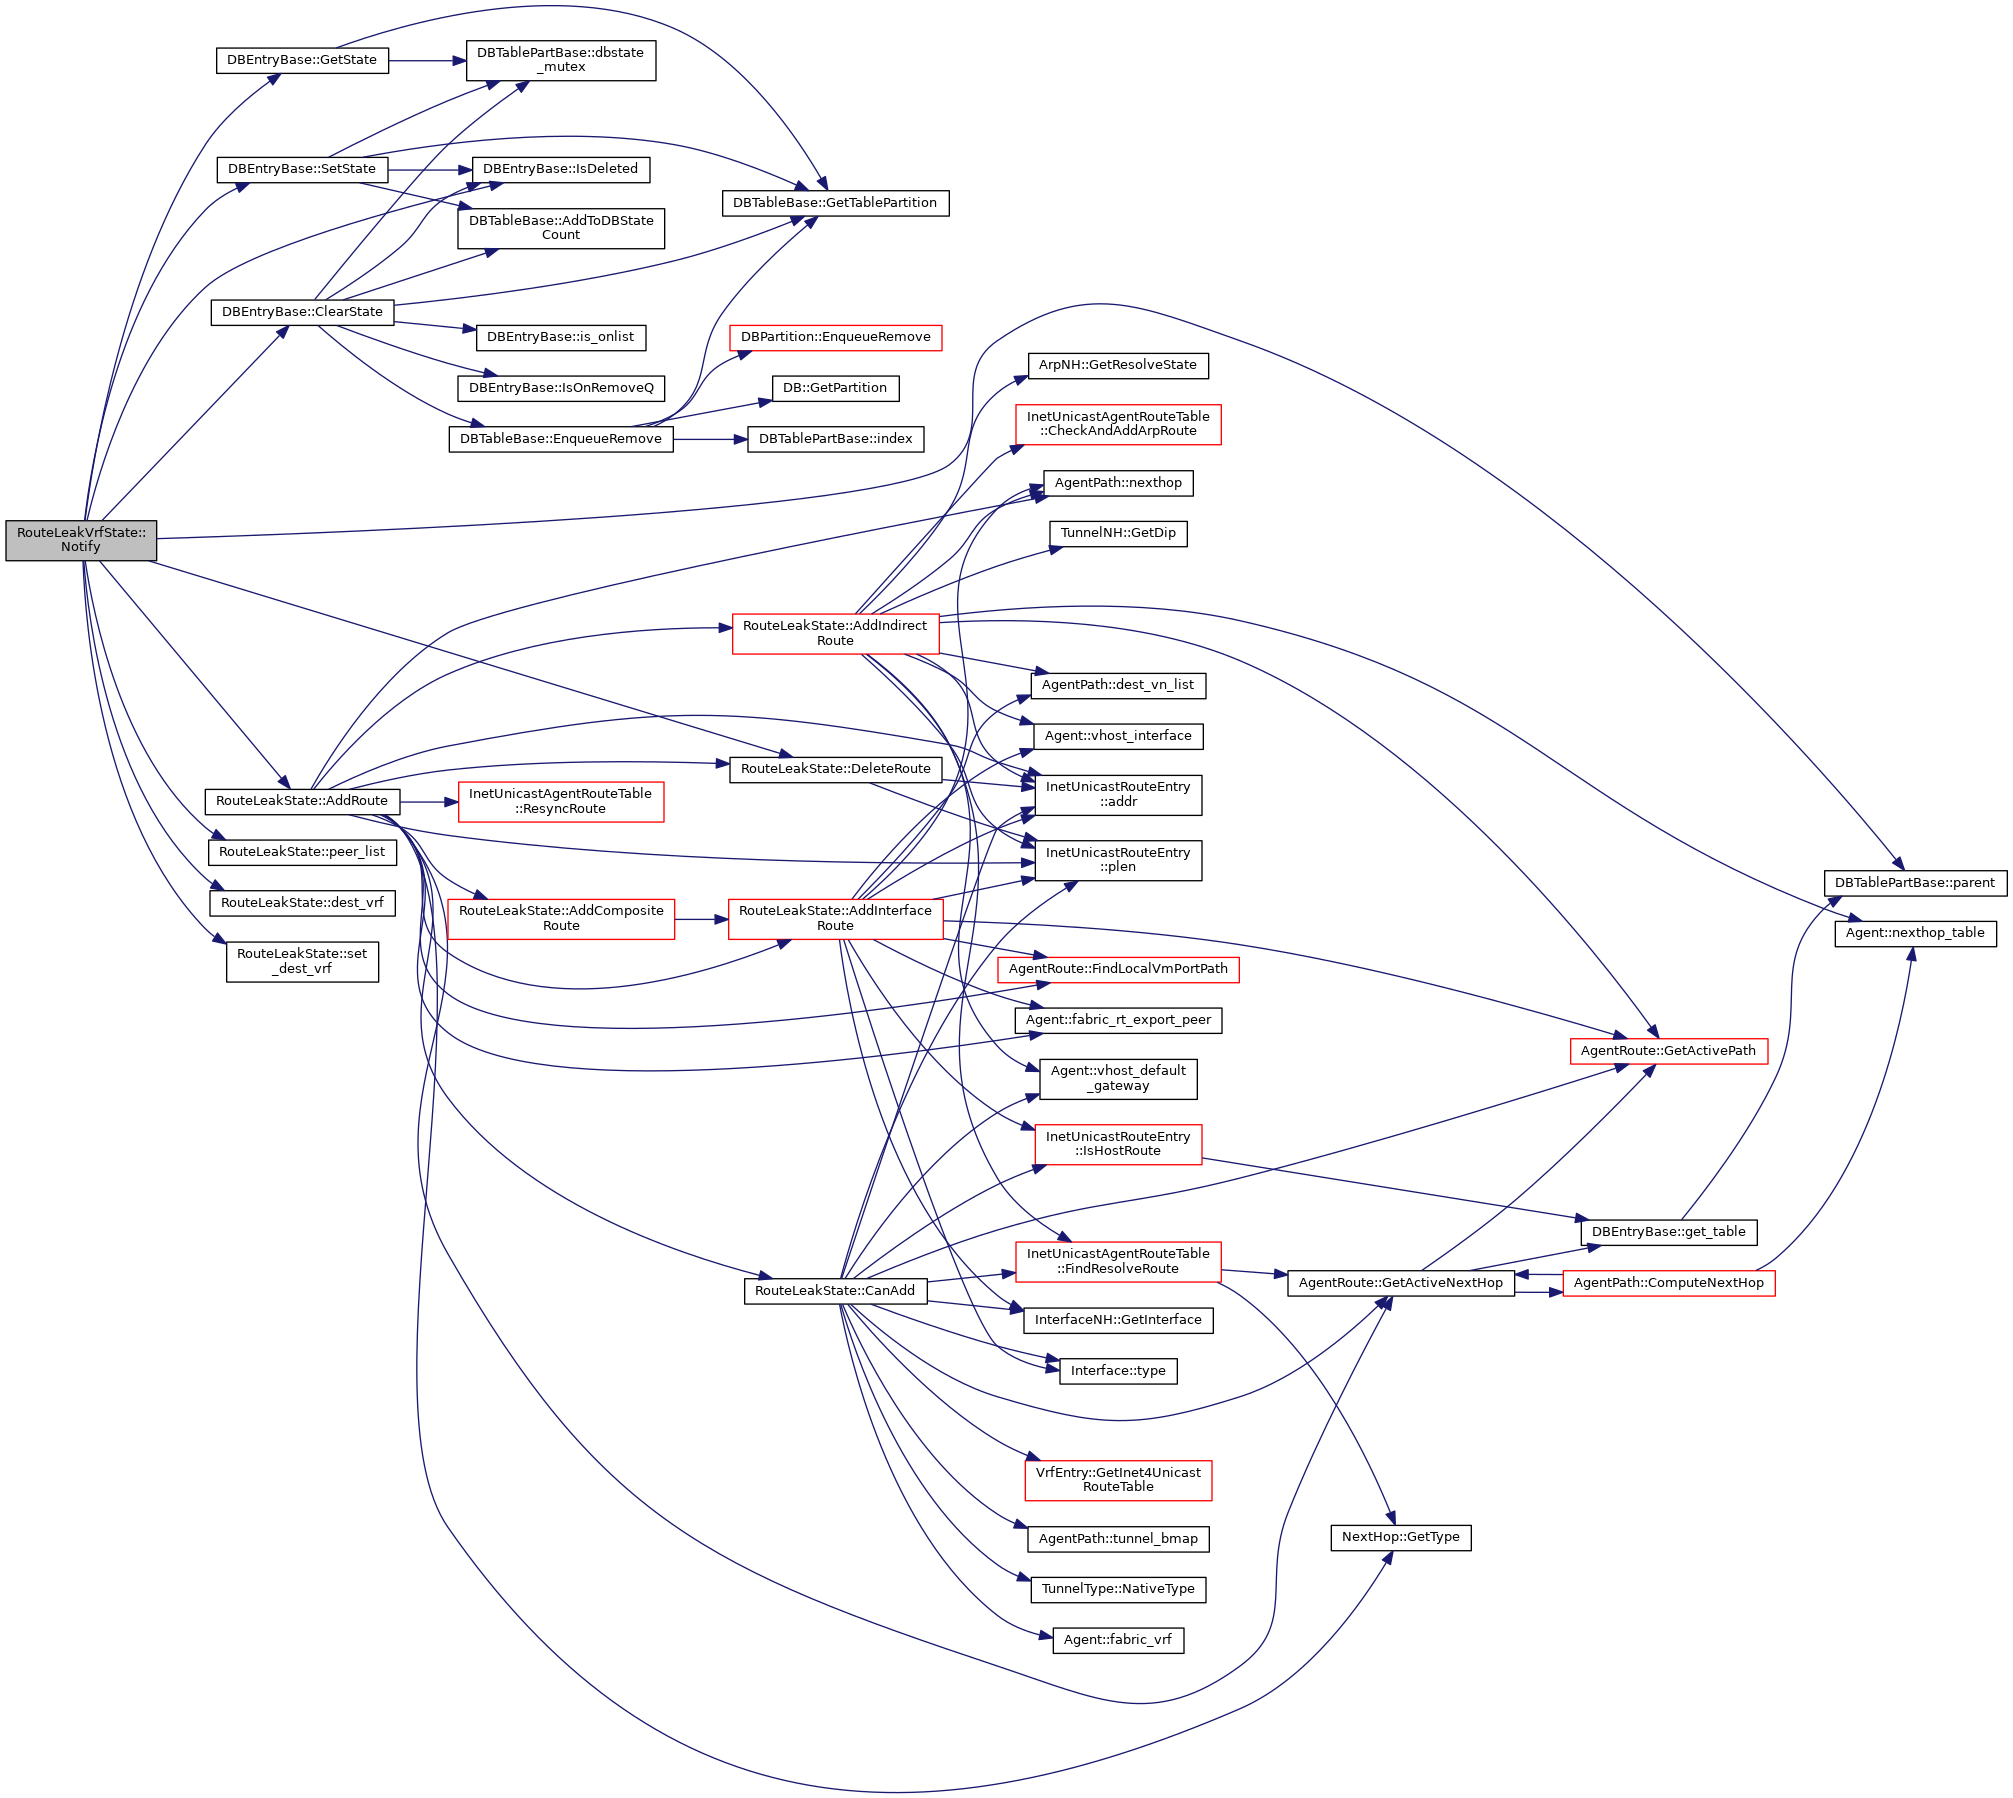 RouteLeakVrfState::
Notify
DBEntryBase::GetState
DBEntryBase::SetState
DBEntryBase::ClearState
RouteLeakState::AddRoute
RouteLeakState::peer_list
RouteLeakState::dest_vrf
RouteLeakState::set
_dest_vrf
DBTablePartBase::dbstate
_mutex
DBEntryBase::IsDeleted
DBTableBase::AddToDBState
Count
DBEntryBase::is_onlist
DBEntryBase::IsOnRemoveQ
DBTableBase::EnqueueRemove
InetUnicastAgentRouteTable
::ResyncRoute
RouteLeakState::AddComposite
Route
DBTableBase::GetTablePartition
DBPartition::EnqueueRemove
DB::GetPartition
DBTablePartBase::index
RouteLeakState::AddIndirect
Route
RouteLeakState::DeleteRoute
RouteLeakState::AddInterface
Route
RouteLeakState::CanAdd
ArpNH::GetResolveState
InetUnicastAgentRouteTable
::CheckAndAddArpRoute
AgentPath::nexthop
TunnelNH::GetDip
AgentPath::dest_vn_list
Agent::vhost_interface
InetUnicastRouteEntry
::addr
InetUnicastRouteEntry
::plen
AgentRoute::FindLocalVmPortPath
Agent::fabric_rt_export_peer
Agent::vhost_default
_gateway
InetUnicastRouteEntry
::IsHostRoute
InetUnicastAgentRouteTable
::FindResolveRoute
InterfaceNH::GetInterface
Interface::type
VrfEntry::GetInet4Unicast
RouteTable
AgentPath::tunnel_bmap
TunnelType::NativeType
Agent::fabric_vrf
AgentRoute::GetActiveNextHop
NextHop::GetType
AgentRoute::GetActivePath
DBEntryBase::get_table
AgentPath::ComputeNextHop
DBTablePartBase::parent
Agent::nexthop_table